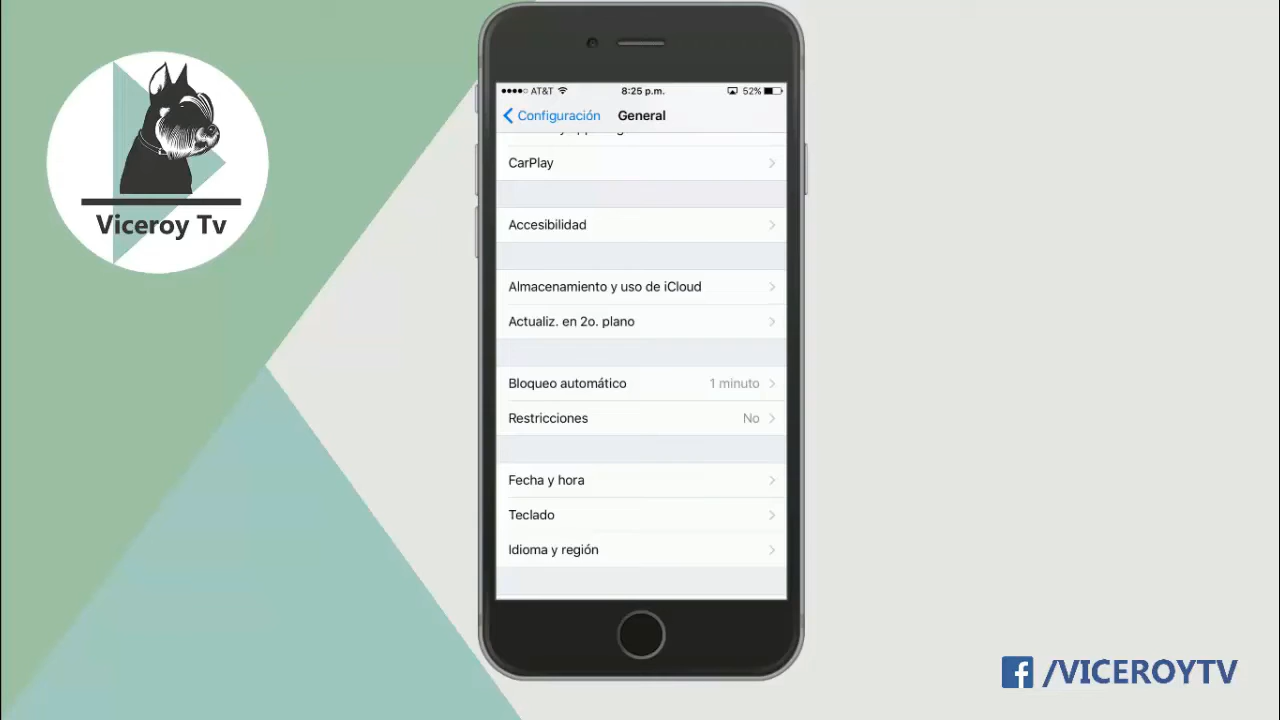 Viceroy Tv
AT&T 8:25 p.m. 52%
Configuración General
CarPlay
Accesibilidad
Almacenamiento y uso de iCloud
Actualiz. en 2o. plano
Bloqueo automático 1 minuto
Restricciones No
Fecha y hora
Teclado
Idioma y región
/VICEROYTV